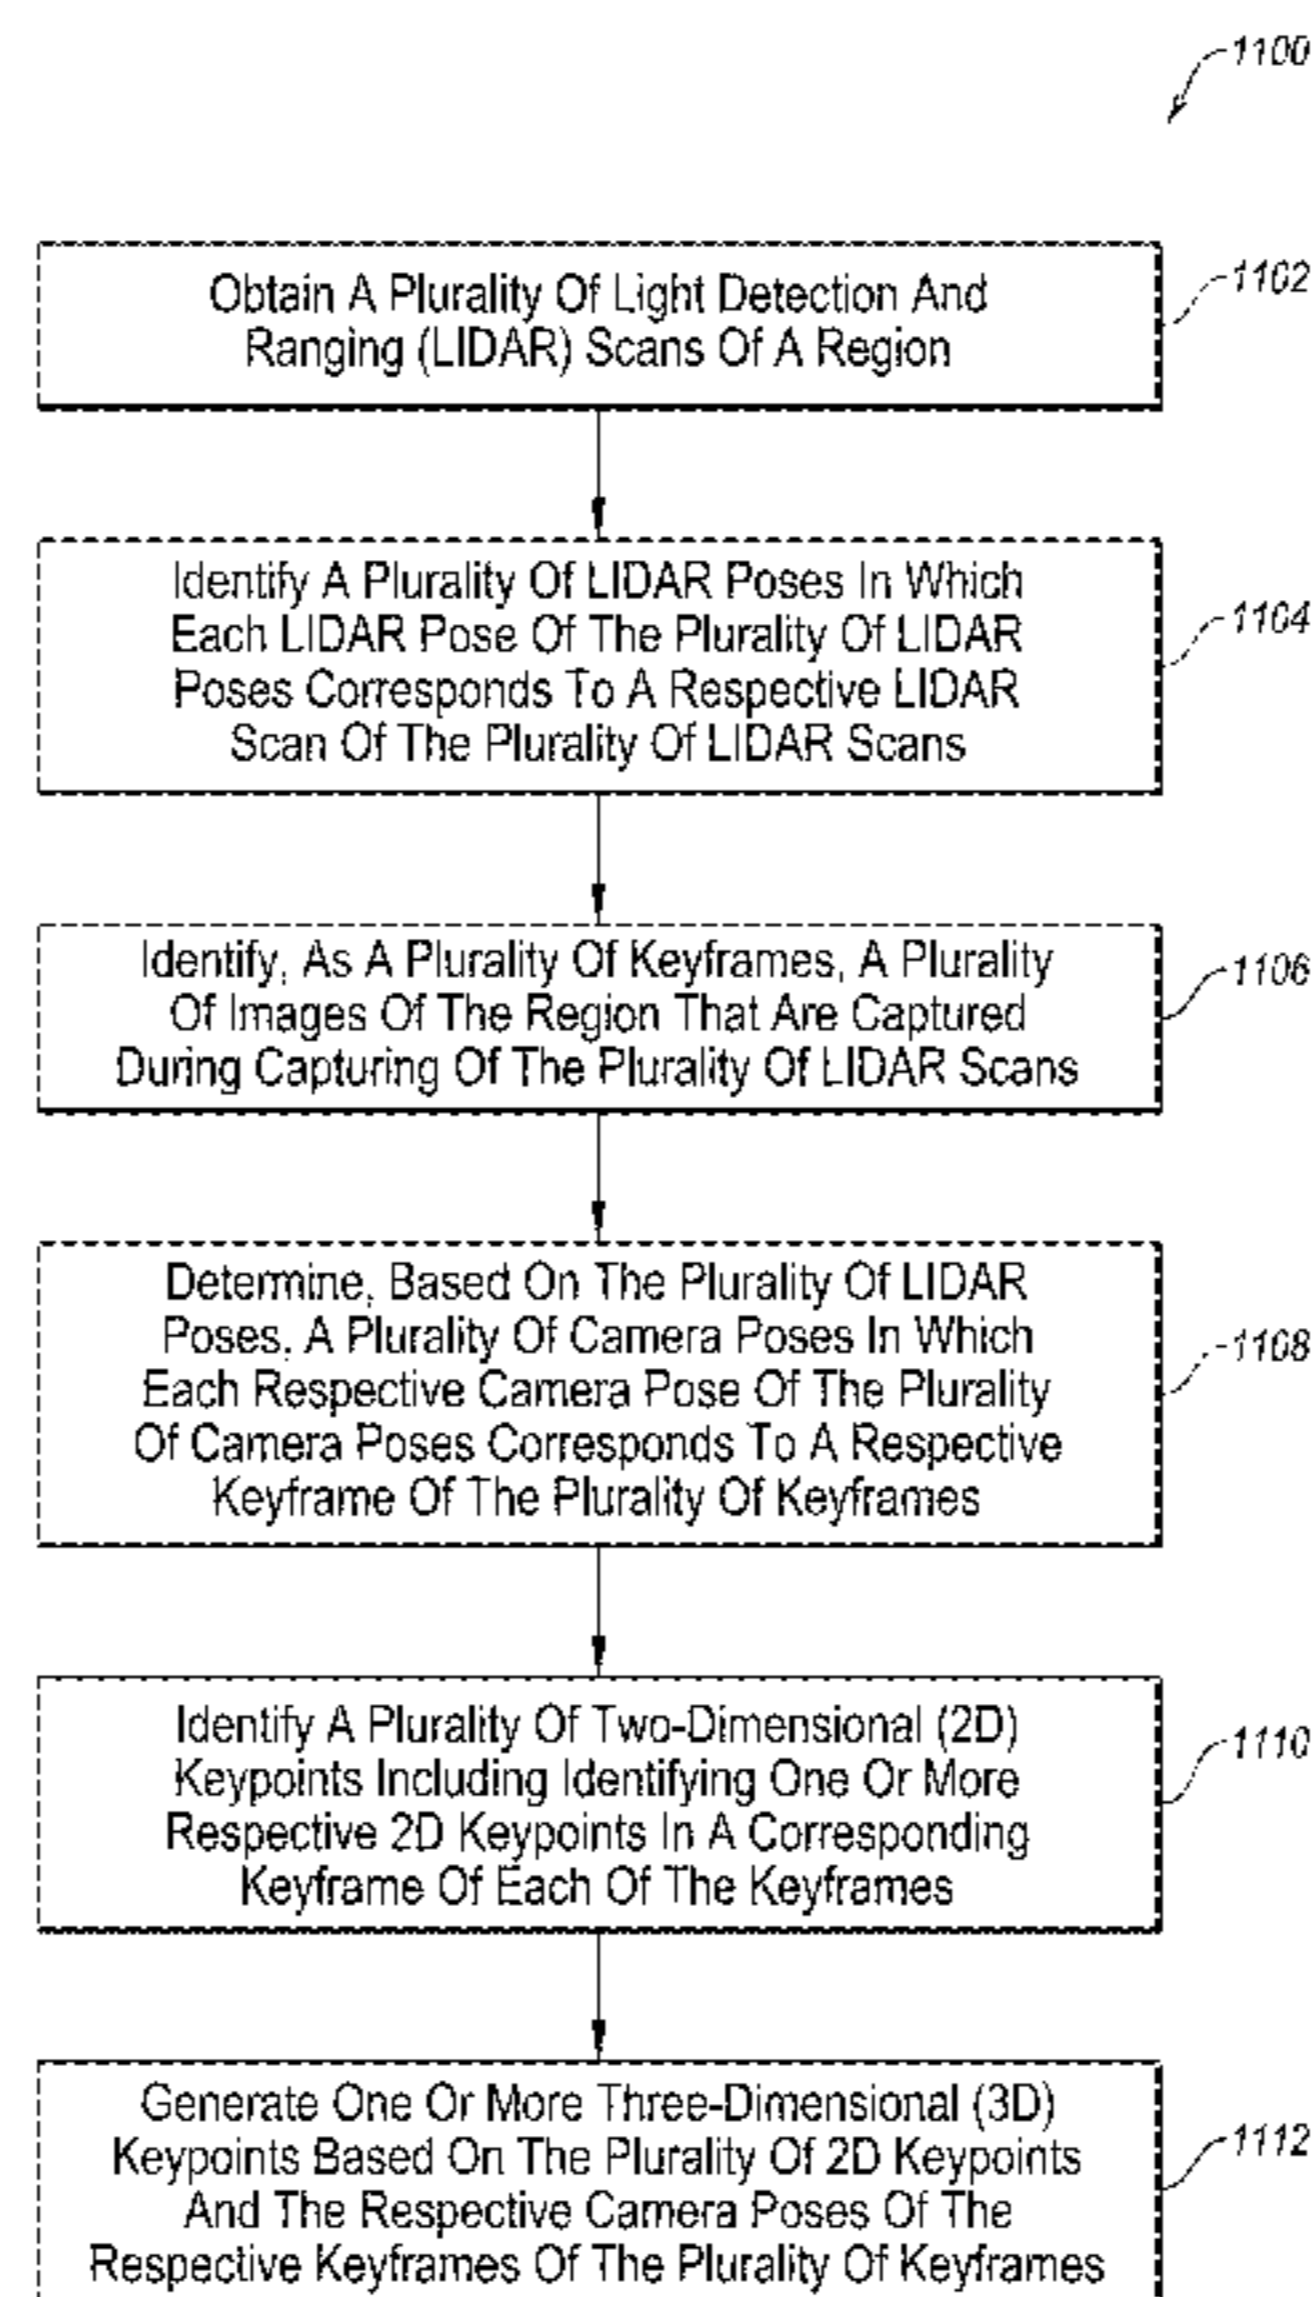 1100
Obtain A Plurality Of Light Detection And
Ranging (LIDAR) Scans Of A Region
1102
Identify A Plurality Of LIDAR Poses In Which
Each LIDAR Pose Of The Plurality Of LIDAR
Poses Corresponds To A Respective LIDAR
Scan Of The Plurality Of LIDAR Scans
1104
Identify, As A Plurality Of Keyframes, A Plurality
Of Images Of The Region That Are Captured
During Capturing Of The Plurality Of LIDAR Scans
1106
Determine, Based On The Plurality Of LIDAR
Poses, A Plurality Of Camera Poses In Which
Each Respective Camera Pose Of The Plurality
Of Camera Poses Corresponds To A Respective
Keyframe Of The Plurality Of Keyframes
1108
Identify A Plurality Of Two-Dimensional (2D)
Keypoints Including Identifying One Or More
Respective 2D Keypoints In A Corresponding
Keyframe Of Each Of The Keyframes
1110
Generate One Or More Three-Dimensional (3D)
Keypoints Based On The Plurality Of 2D Keypoints
And The Respective Camera Poses Of The
Respective Keyframes Of The Plurality Of Keyframes
1112